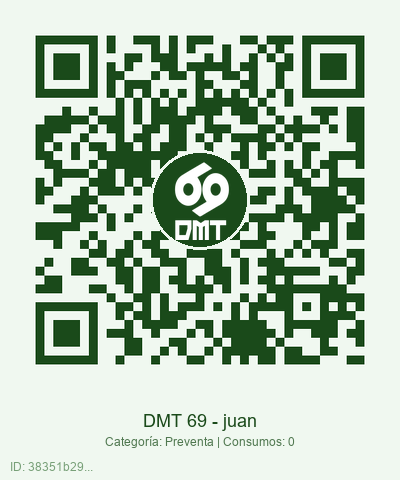 69
DMT
DMT 69 - juan
Categoría: Preventa | Consumos: 0
ID: 38351b29...